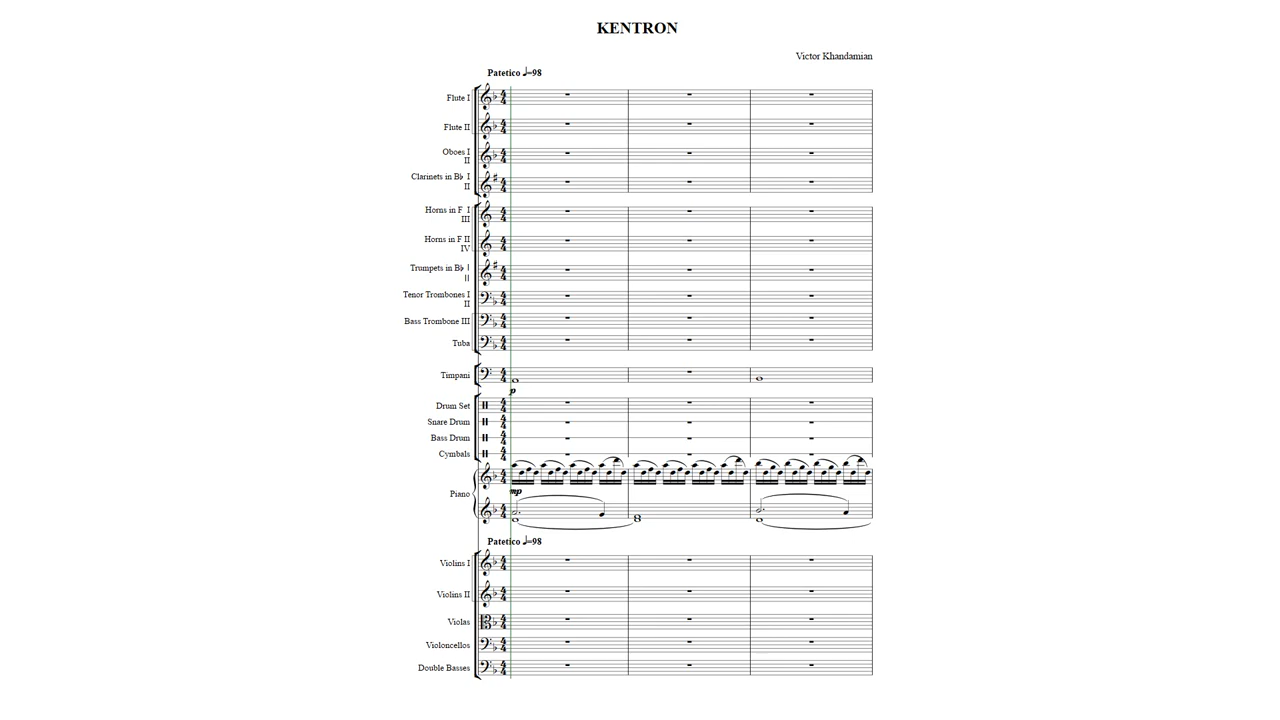 KENTRON
Victor Khandamian
Patetico ♩=98
Flute I
Flute II
Oboes I
II
Clarinets in B♭ I
II
Horns in F I
III
Horns in F II
IV
Trumpets in B♭ I
II
Tenor Trombones I
II
Bass Trombone III
Tuba
Timpani
p
Drum Set
Snare Drum
Bass Drum
Cymbals
mp
Piano
Patetico ♩=98
Violins I
Violins II
Violas
Violoncellos
Double Basses